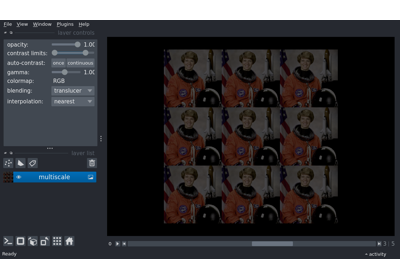 File View Window Plugins Help
layer controls
opacity: 1.00
contrast limits:
auto-contrast: once continuous
gamma: 1.00
colormap: RGB
blending: translucer
interpolation: nearest
layer list
multiscale
Ready
activity